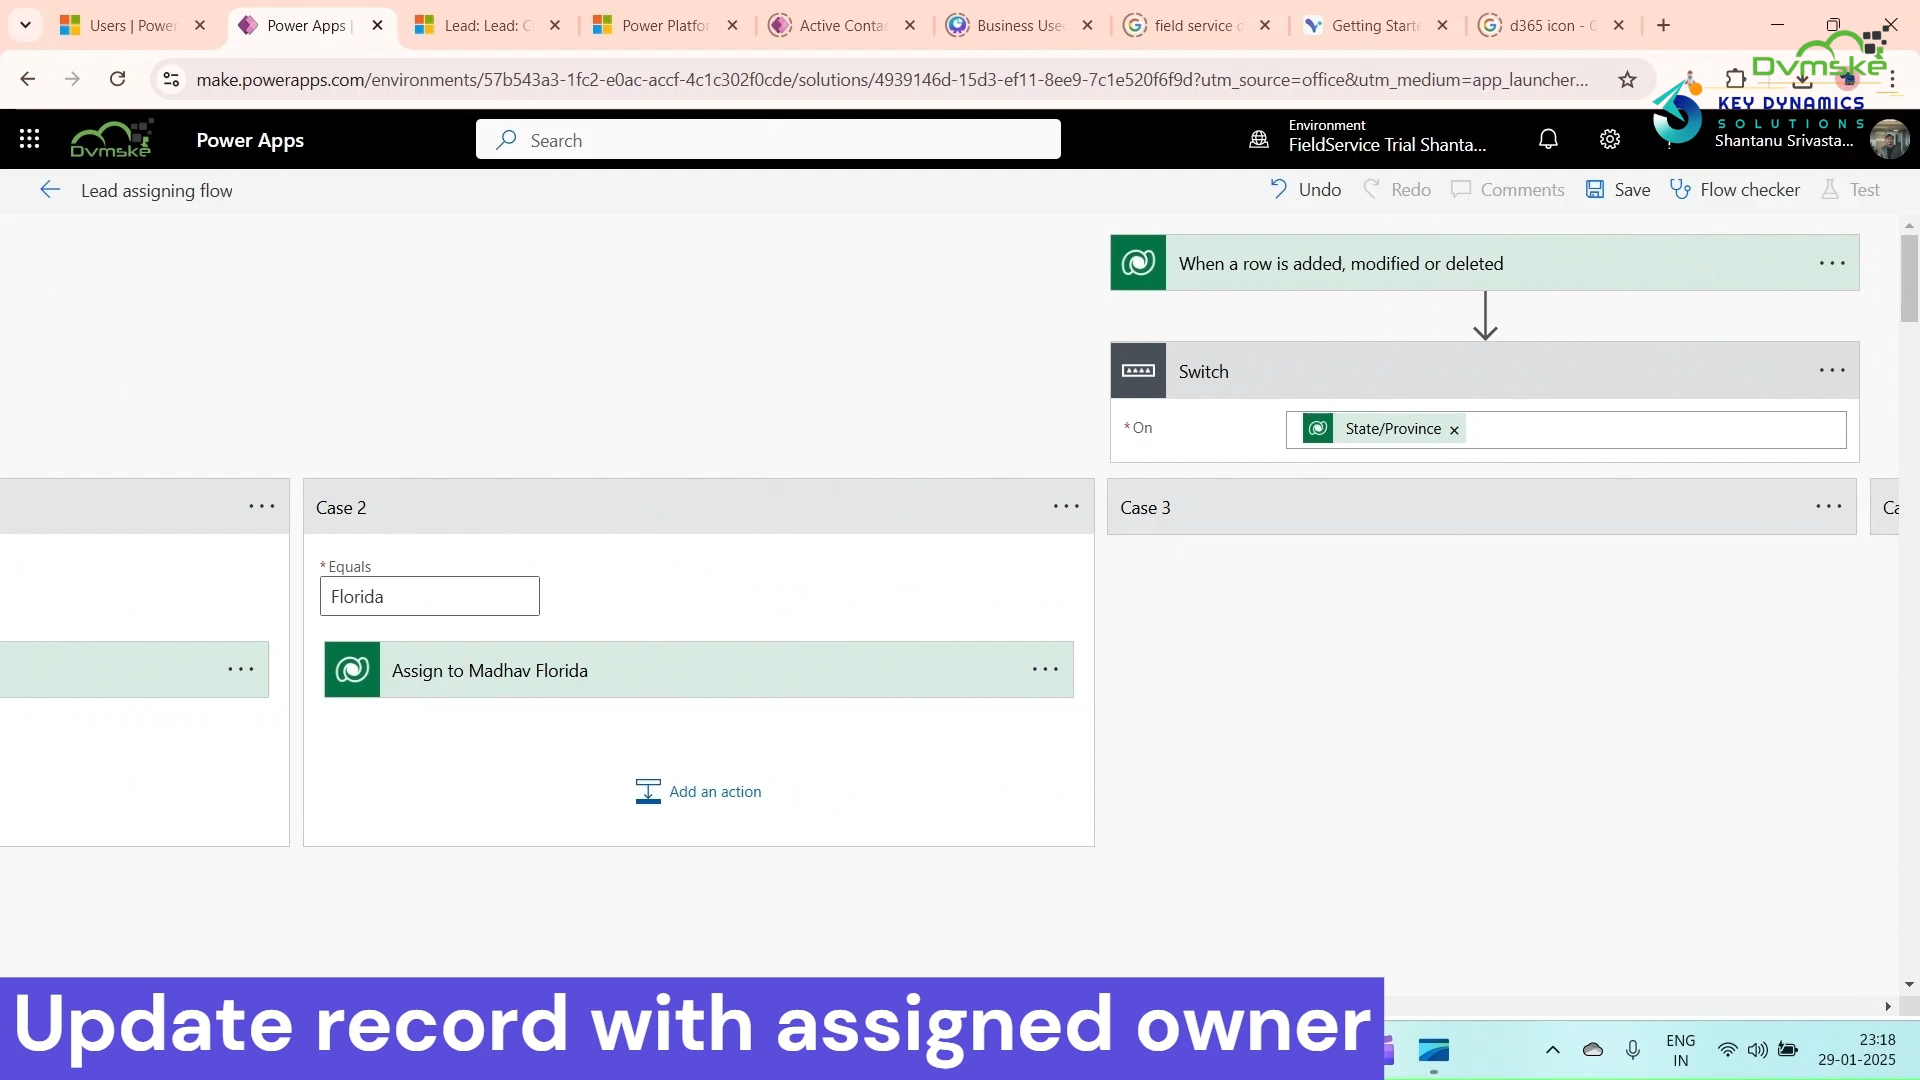 Users | Power
Power Apps |
Lead: Lead: C
Power Platfor
Active Conta
Business Use
field service
Getting Starte
d365 icon - G
make.powerapps.com/environments/57b543a3-1fc2-e0ac-accf-4c1c302f0cde/solutions/4939146d-15d3-ef11-8ee9-7c1e520f6f9d?utm_source=office&utm_medium=app_launcher...
Dvmske
KEY DYNAMICS
SOLUTIONS
Dvmske
Power Apps
Search
Environment
FieldService Trial Shanta...
Shantanu Srivasta...
Lead assigning flow
Undo
Redo
Comments
Save
Flow checker
Test
When a row is added, modified or deleted
Switch
* On
State/Province
Case 2
Case 3
Ca
* Equals
Florida
Assign to Madhav Florida
Add an action
Update record with assigned owner
ENG
IN
23:18
29-01-2025